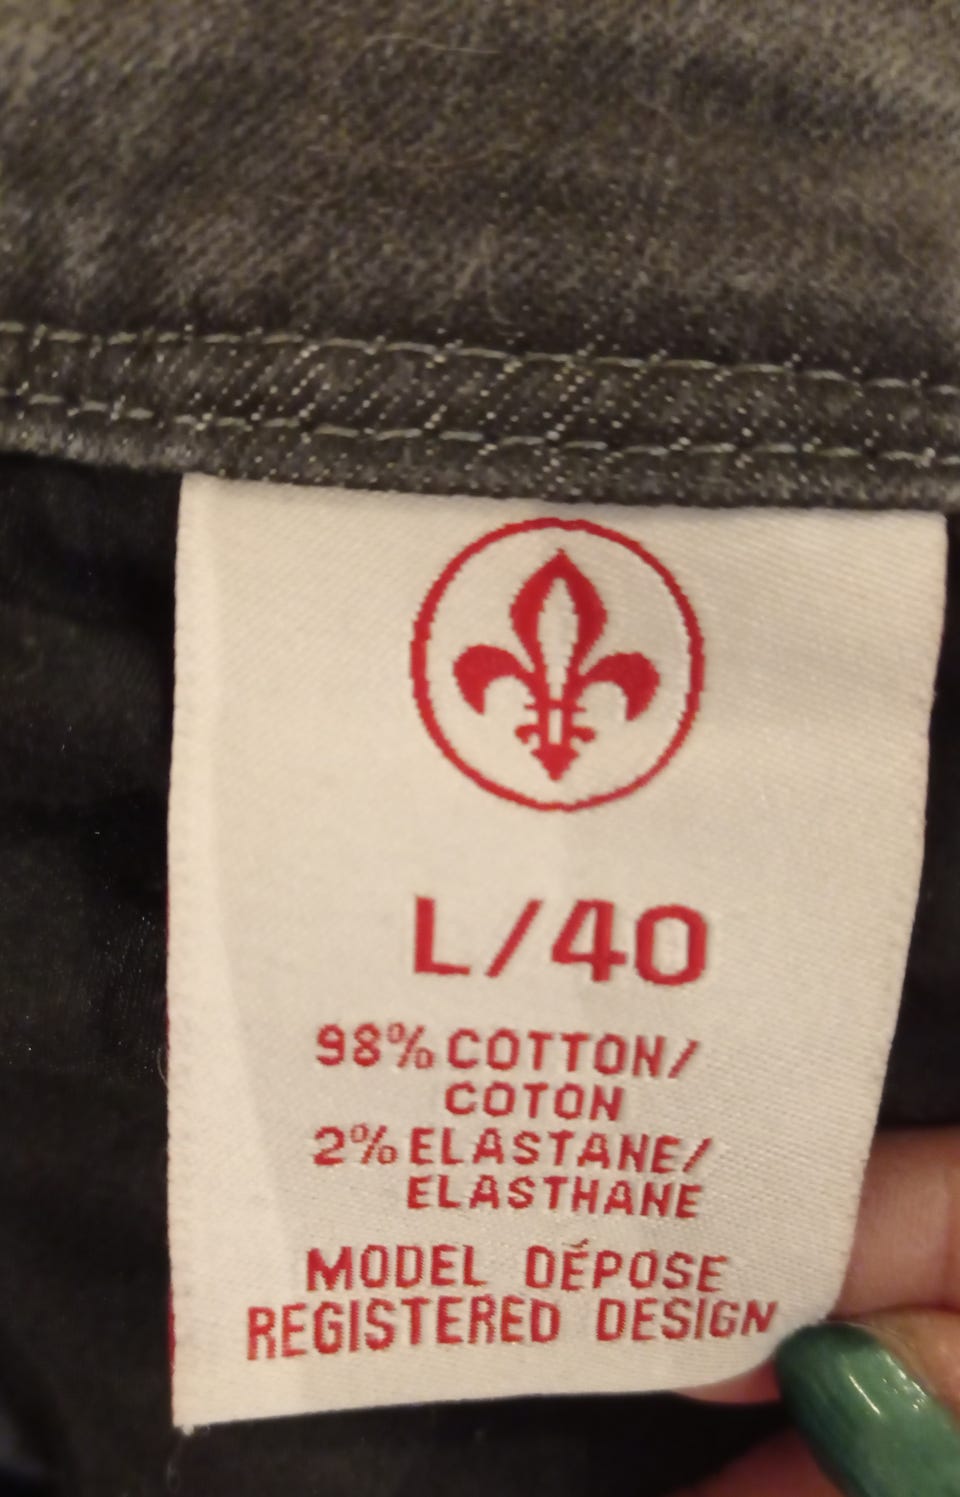 L/40
98% COTTON/
COTON
2% ELASTANE/
ELASTHANE
MODEL DÉPOSE
REGISTERED DESIGN